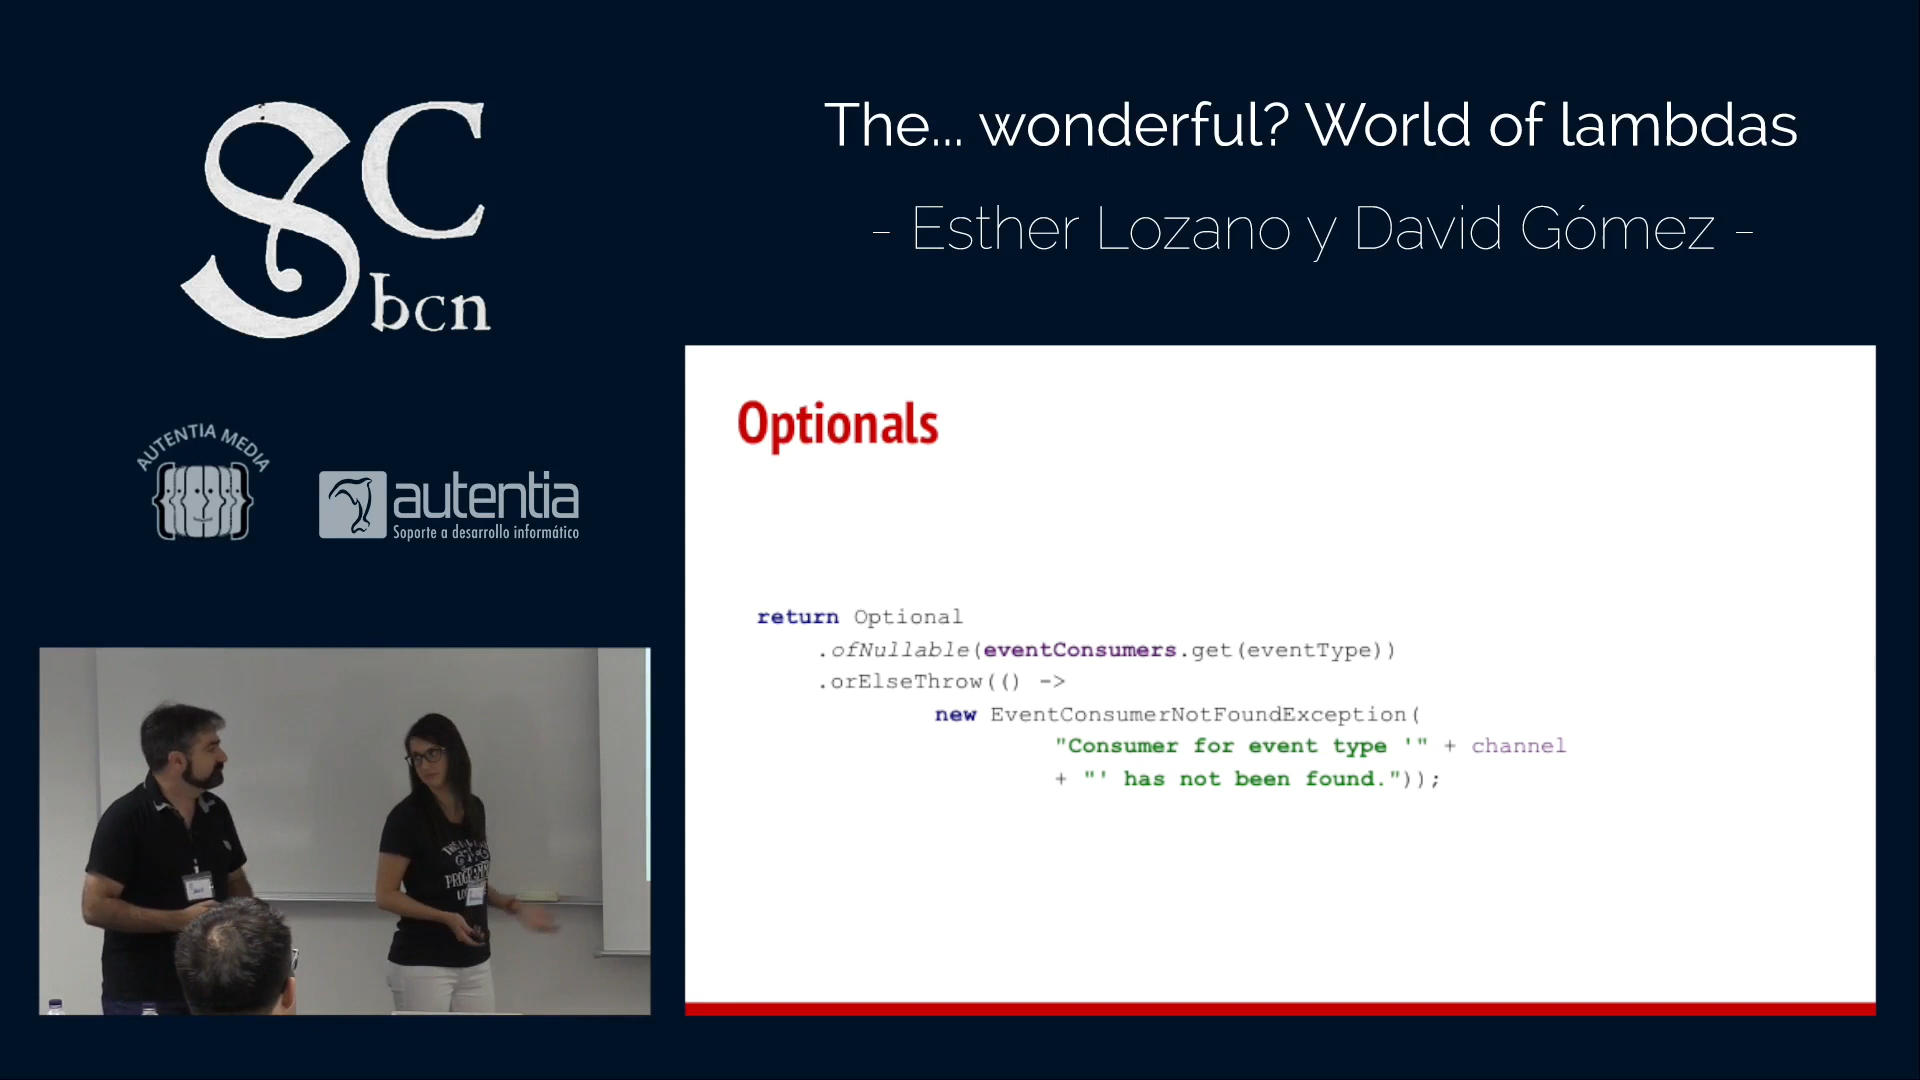 SC
bcn
The... wonderful? World of lambdas
- Esther Lozano y David Gómez -
AUTENTIA MEDIA
autentia
Soporte a desarrollo informático
Optionals
return Optional
.ofNullable(eventConsumers.get(eventType))
.orElseThrow(() ->
new EventConsumerNotFoundException(
"Consumer for event type '" + channel
+ "' has not been found."));